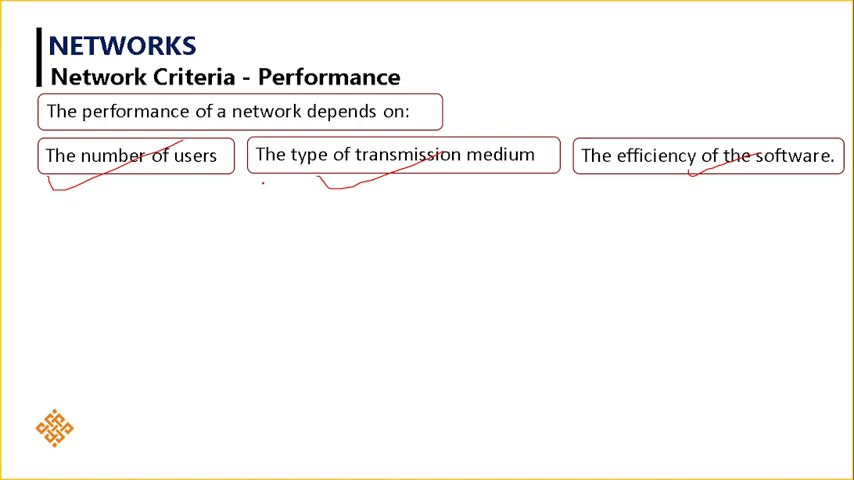 NETWORKS
Network Criteria - Performance
The performance of a network depends on:
The number of users
The type of transmission medium
The efficiency of the software.